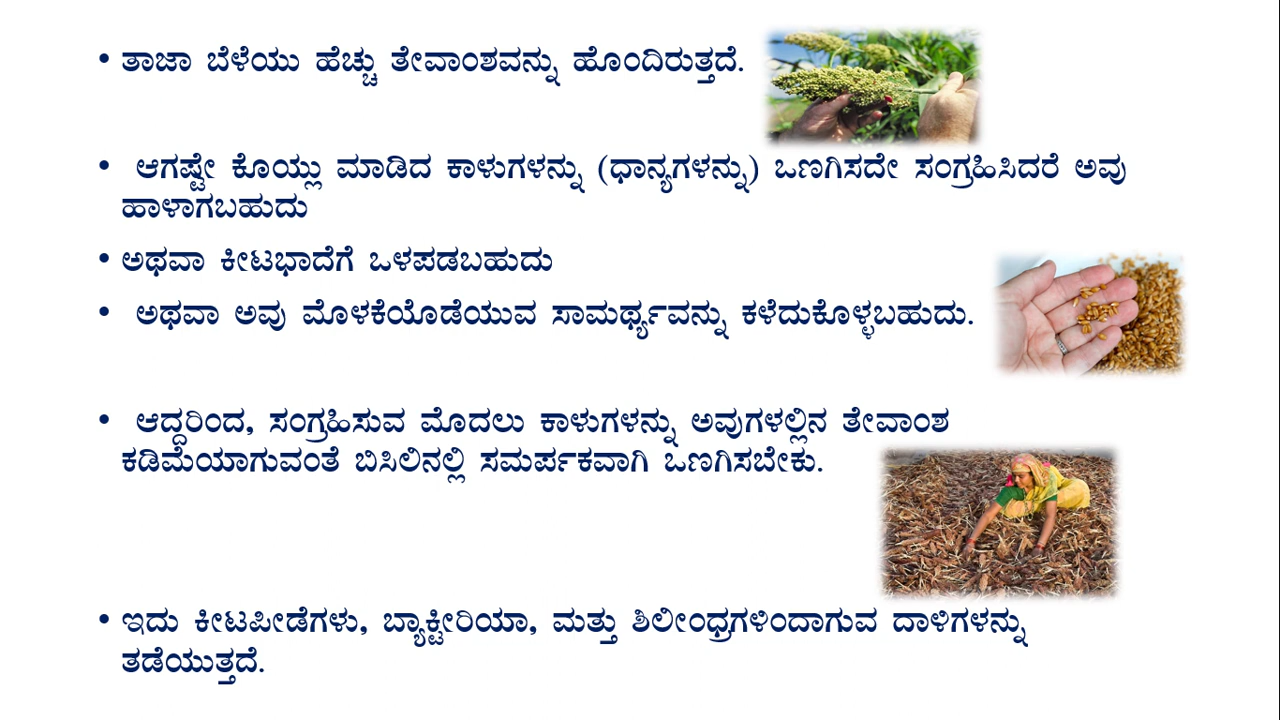 • ತಾಜಾ ಬೆಳೆಯು ಹೆಚ್ಚು ತೇವಾಂಶವನ್ನು ಹೊಂದಿರುತ್ತದೆ.
• ಆಗಷ್ಟೇ ಕೊಯ್ಲು ಮಾಡಿದ ಕಾಳುಗಳನ್ನು (ಧಾನ್ಯಗಳನ್ನು) ಒಣಗಿಸದೇ ಸಂಗ್ರಹಿಸಿದರೆ ಅವು
ಹಾಳಾಗಬಹುದು
• ಅಥವಾ ಕೀಟಭಾದೆಗೆ ಒಳಪಡಬಹುದು
• ಅಥವಾ ಅವು ಮೊಳಕೆಯೊಡೆಯುವ ಸಾಮರ್ಥ್ಯವನ್ನು ಕಳೆದುಕೊಳ್ಳಬಹುದು.
• ಆದ್ದರಿಂದ, ಸಂಗ್ರಹಿಸುವ ಮೊದಲು ಕಾಳುಗಳನ್ನು ಅವುಗಳಲ್ಲಿನ ತೇವಾಂಶ
ಕಡಿಮೆಯಾಗುವಂತೆ ಬಿಸಿಲಿನಲ್ಲಿ ಸಮರ್ಪಕವಾಗಿ ಒಣಗಿಸಬೇಕು.
• ಇದು ಕೀಟಪೀಡೆಗಳು, ಬ್ಯಾಕ್ಟೀರಿಯಾ, ಮತ್ತು ಶಿಲೀಂಧ್ರಗಳಿಂದಾಗುವ ದಾಳಿಗಳನ್ನು
ತಡೆಯುತ್ತದೆ.